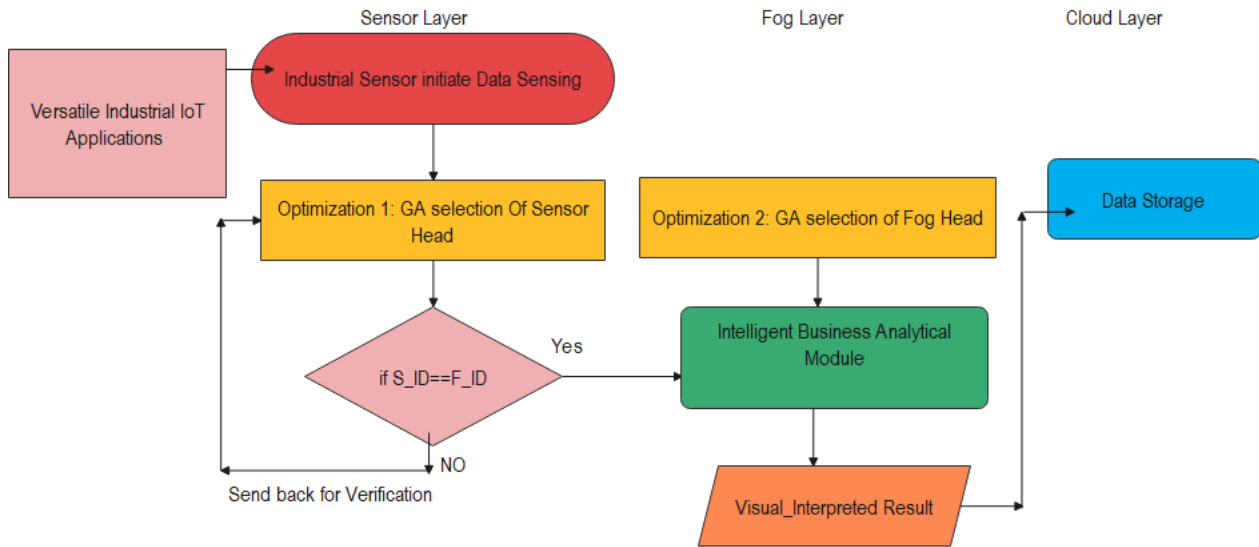 Sensor Layer
Fog Layer
Cloud Layer
Versatile Industrial IoT
Applications
Industrial Sensor initiate Data Sensing
Optimization 1: GA selection Of Sensor
Head
Optimization 2: GA selection of Fog Head
Data Storage
if S_ID==F_ID
Yes
Intelligent Business Analytical
Module
NO
Send back for Verification
Visual_Interpreted Result